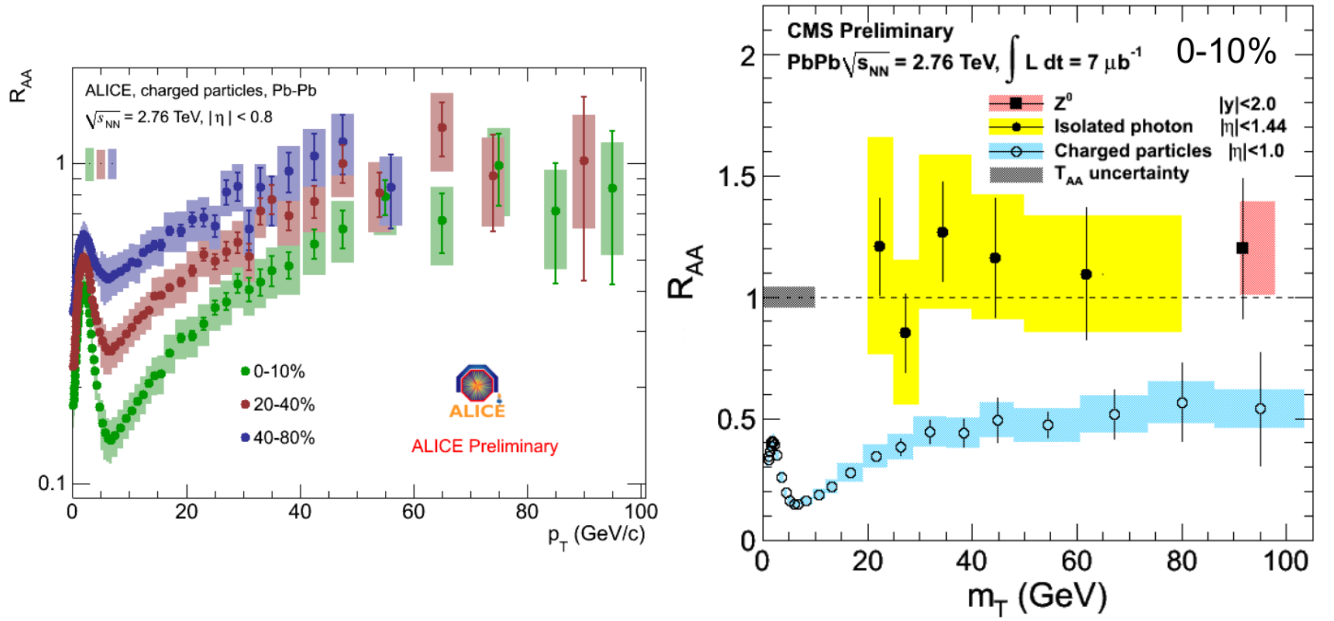 R_AA
ALICE, charged particles, Pb-Pb
√s_NN = 2.76 TeV, |η| < 0.8
1
0.1
0-10%
20-40%
40-80%
ALICE
ALICE Preliminary
0 20 40 60 80 100
p_T (GeV/c)
CMS Preliminary
PbPb √s_NN = 2.76 TeV, ∫ L dt = 7 μb⁻¹
0-10%
Z⁰ |y|<2.0
Isolated photon |η|<1.44
Charged particles |η|<1.0
T_AA uncertainty
R_AA
2
1.5
1
0.5
0
0 20 40 60 80 100
m_T (GeV)